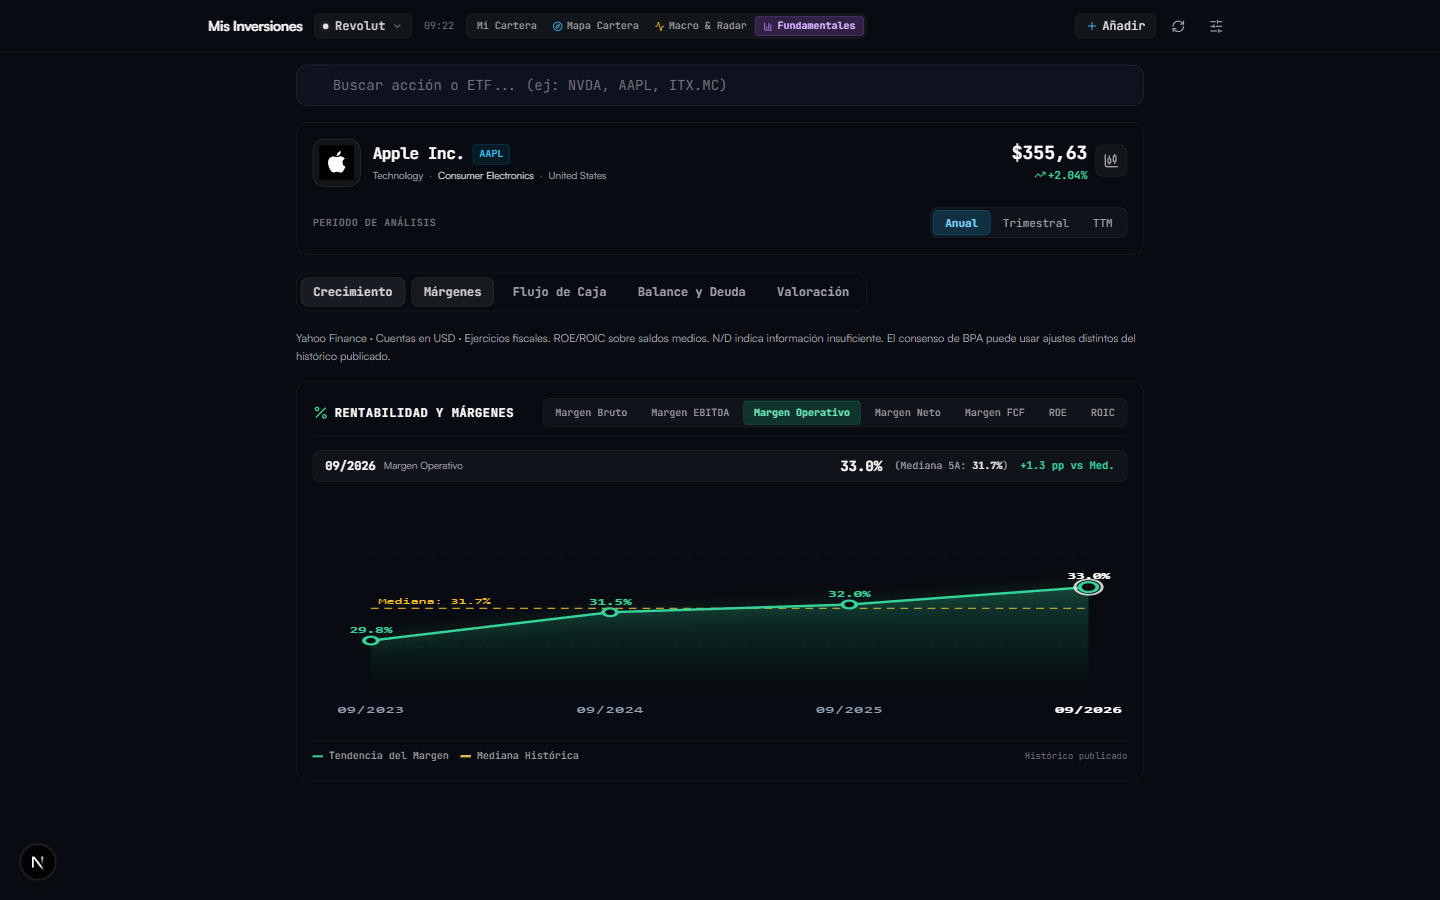 Mis Inversiones
Revolut
09:22
Mi Cartera
Mapa Cartera
Macro & Radar
Fundamentales
+ Añadir
Buscar acción o ETF... (ej: NVDA, AAPL, ITX.MC)
Apple Inc.
AAPL
Technology · Consumer Electronics · United States
$355,63
+2.04%
PERIODO DE ANÁLISIS
Anual
Trimestral
TTM
Crecimiento
Márgenes
Flujo de Caja
Balance y Deuda
Valoración
Yahoo Finance · Cuentas en USD · Ejercicios fiscales. ROE/ROIC sobre saldos medios. N/D indica información insuficiente. El consenso de BPA puede usar ajustes distintos del
histórico publicado.
RENTABILIDAD Y MÁRGENES
Margen Bruto
Margen EBITDA
Margen Operativo
Margen Neto
Margen FCF
ROE
ROIC
09/2026 Margen Operativo
33.0% (Mediana 5A: 31.7%) +1.3 pp vs Med.
33.0%
Mediana: 31.7%
31.5%
32.0%
29.8%
09/2023
09/2024
09/2025
09/2026
Tendencia del Margen
Mediana Histórica
Histórico publicado
N